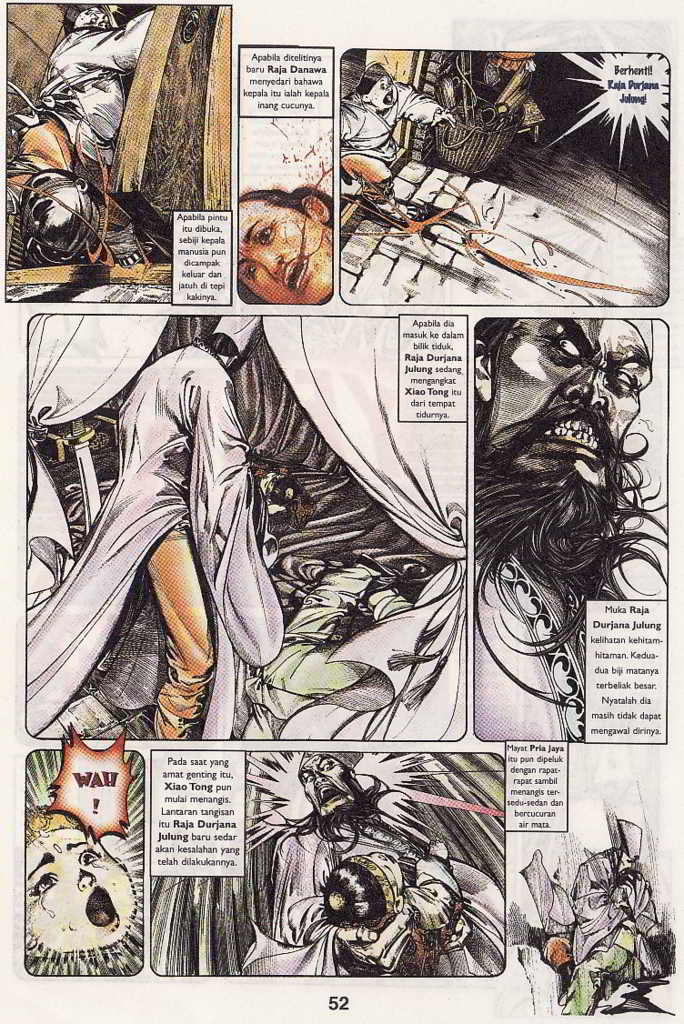 Apabila pintu
itu dibuka,
sebiji kepala
manusia pun
dicampak
keluar dan
jatuh di tepi
kakinya.
Apabila ditelitinya
baru Raja Danawa
menyedari bahawa
kepala itu ialah kepala
inang cucunya.
Berhenti!
Raja Durjana
Julung!
Apabila dia
masuk ke dalam
bilik tiduk,
Raja Durjana
Julung sedang
mengangkat
Xiao Tong itu
dari tempat
tidurnya.
Muka Raja
Durjana Julung
kelihatan kehitam-
hitaman. Kedua-
dua biji matanya
terbeliak besar.
Nyatalah dia
masih tidak dapat
mengawal dirinya.
WAH
!
Pada saat yang
amat genting itu,
Xiao Tong pun
mulai menangis.
Lantaran tangisan
itu Raja Durjana
Julung baru sedar
akan kesalahan yang
telah dilakukannya.
Mayat Pria Jaya
itu pun dipeluk
dengan rapat-
rapat sambil
menangis ter-
sedu-sedan dan
bertucuran
air mata.
52